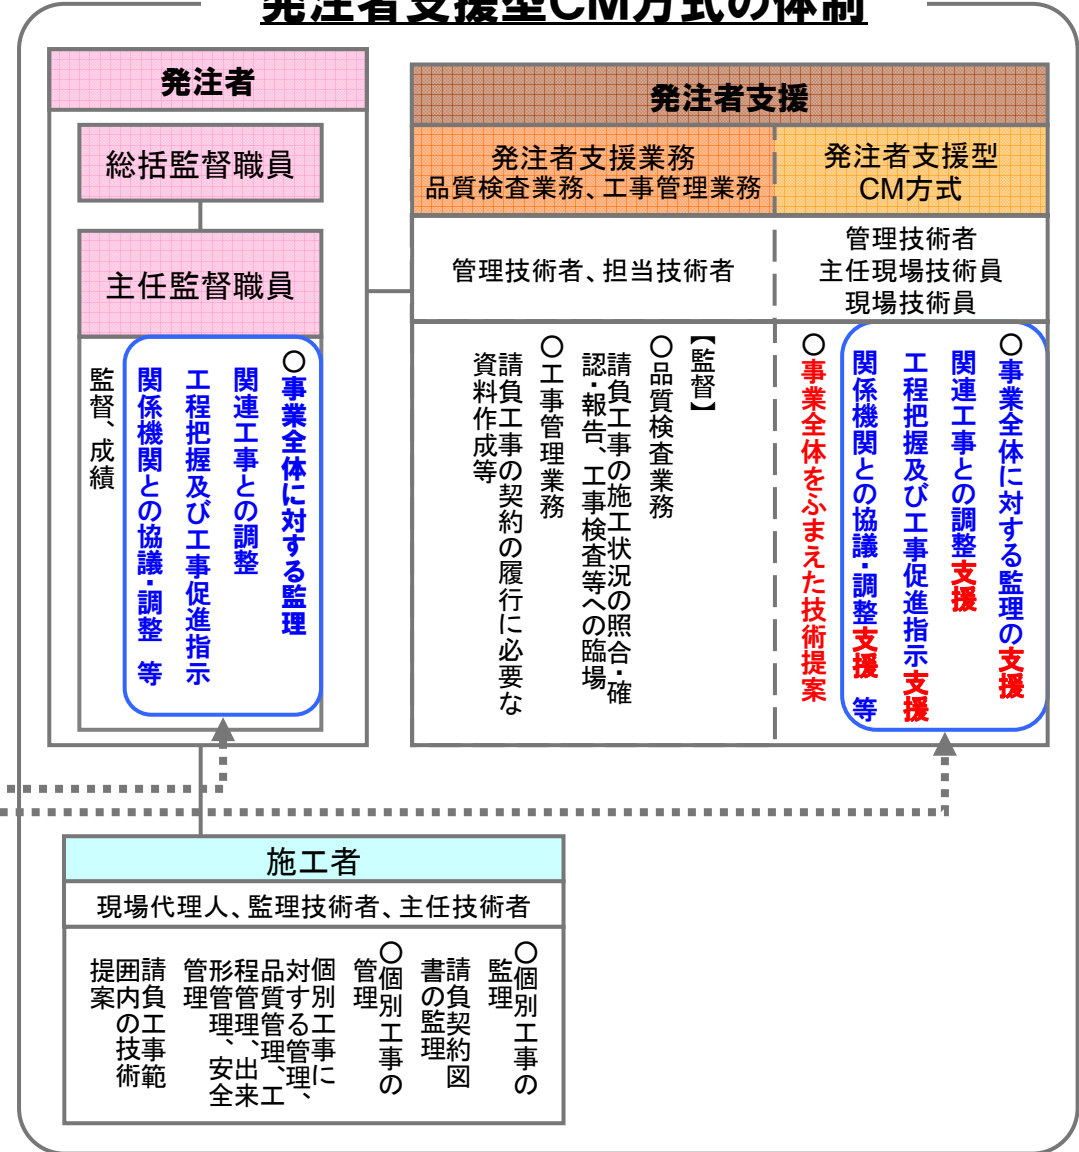 発注者支援型CM方式の体制
発注者
総括監督職員
主任監督職員
○事業全体に対する監理
関連工事との調整
工程把握及び工事促進指示
関係機関との協議・調整 等
監督、成績
発注者支援
発注者支援業務
品質検査業務、工事管理業務
管理技術者、担当技術者
【監督】
○品質検査業務
請負工事の施工状況の照合・確
認・報告、工事検査等への臨場
○工事管理業務
請負工事の契約の履行に必要な
資料作成等
発注者支援型
CM方式
管理技術者
主任現場技術員
現場技術員
○事業全体に対する監理の支援
関連工事との調整支援
工程把握及び工事促進指示支援
関係機関との協議・調整支援 等
○事業全体をふまえた技術提案
施工者
現場代理人、監理技術者、主任技術者
○個別工事の
監理
請負契約図
書の監理
○個別工事の
管理
個別工事に
対する管理、
品質管理、工
程管理、出来
形管理、安全
管理
請負工事範
囲内の技術
提案